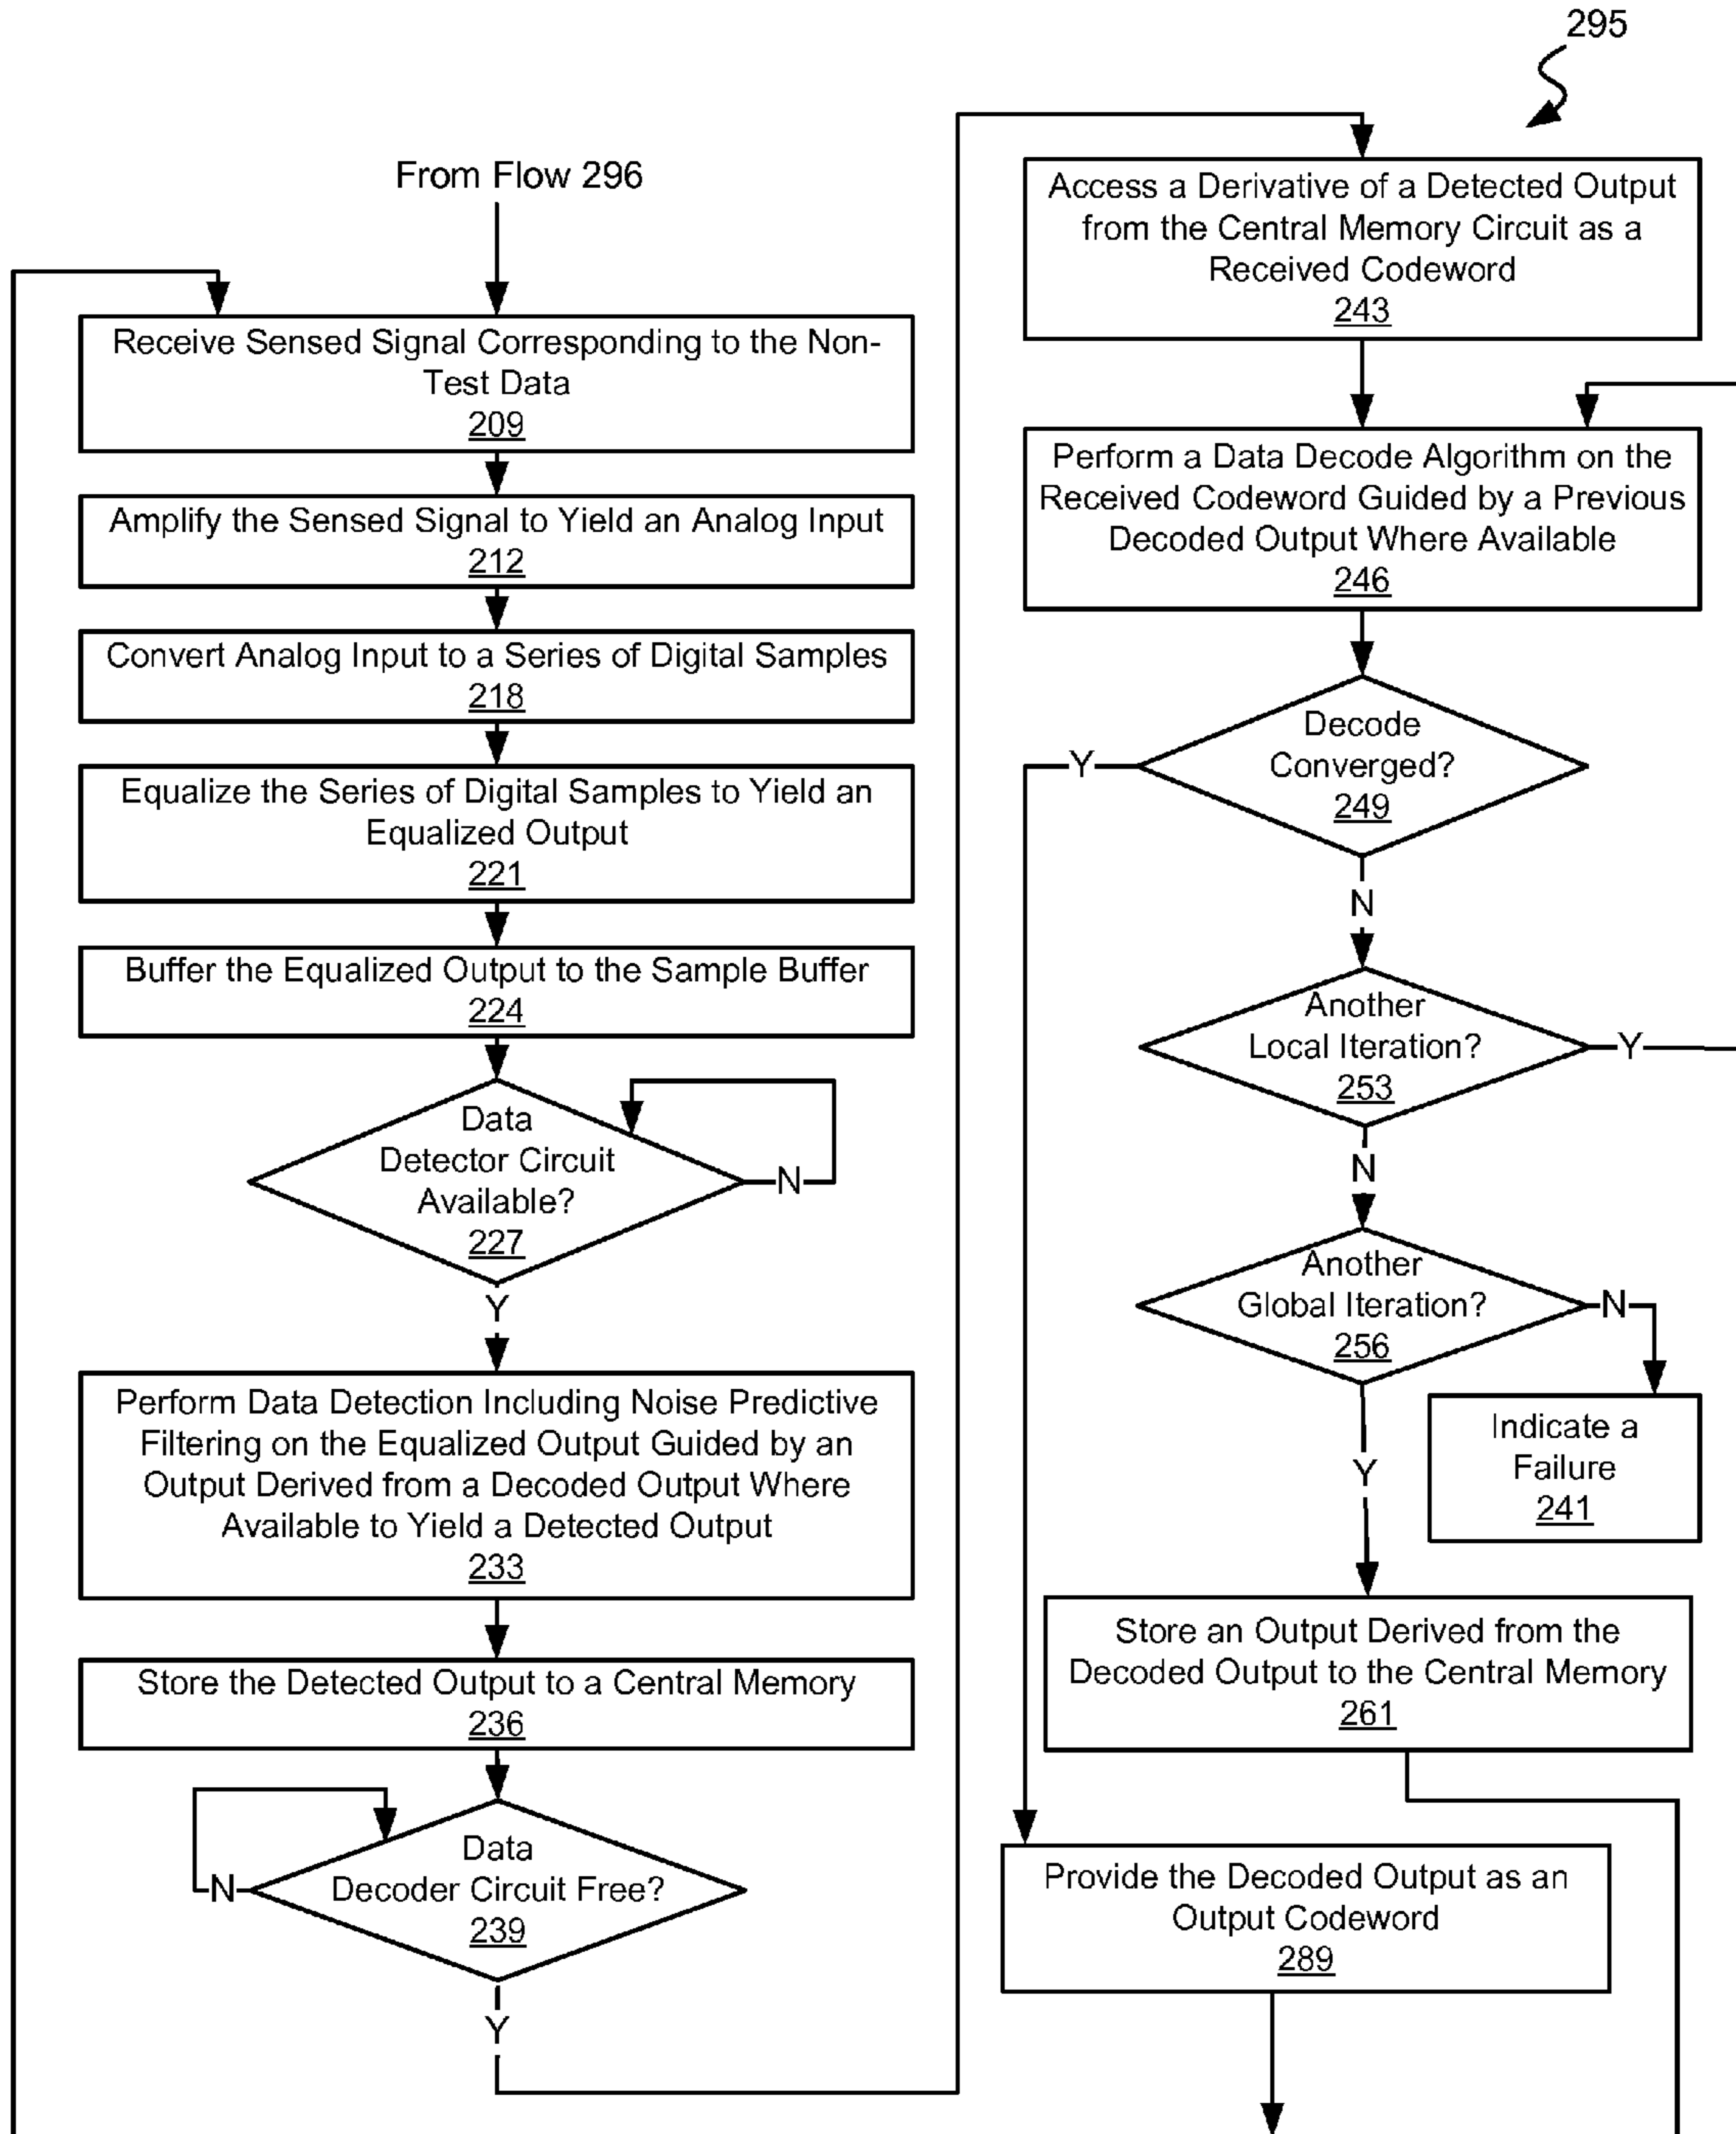 295
From Flow 296
Receive Sensed Signal Corresponding to the Non-
Test Data
209
Amplify the Sensed Signal to Yield an Analog Input
212
Convert Analog Input to a Series of Digital Samples
218
Equalize the Series of Digital Samples to Yield an
Equalized Output
221
Buffer the Equalized Output to the Sample Buffer
224
Data
Detector Circuit
Available?
227
N
Y
Perform Data Detection Including Noise Predictive
Filtering on the Equalized Output Guided by an
Output Derived from a Decoded Output Where
Available to Yield a Detected Output
233
Store the Detected Output to a Central Memory
236
Data
Decoder Circuit Free?
239
N
Y
Access a Derivative of a Detected Output
from the Central Memory Circuit as a
Received Codeword
243
Perform a Data Decode Algorithm on the
Received Codeword Guided by a Previous
Decoded Output Where Available
246
Decode
Converged?
249
Y
N
Another
Local Iteration?
253
Y
N
Another
Global Iteration?
256
N
Indicate a
Failure
241
Y
Store an Output Derived from the
Decoded Output to the Central Memory
261
Provide the Decoded Output as an
Output Codeword
289